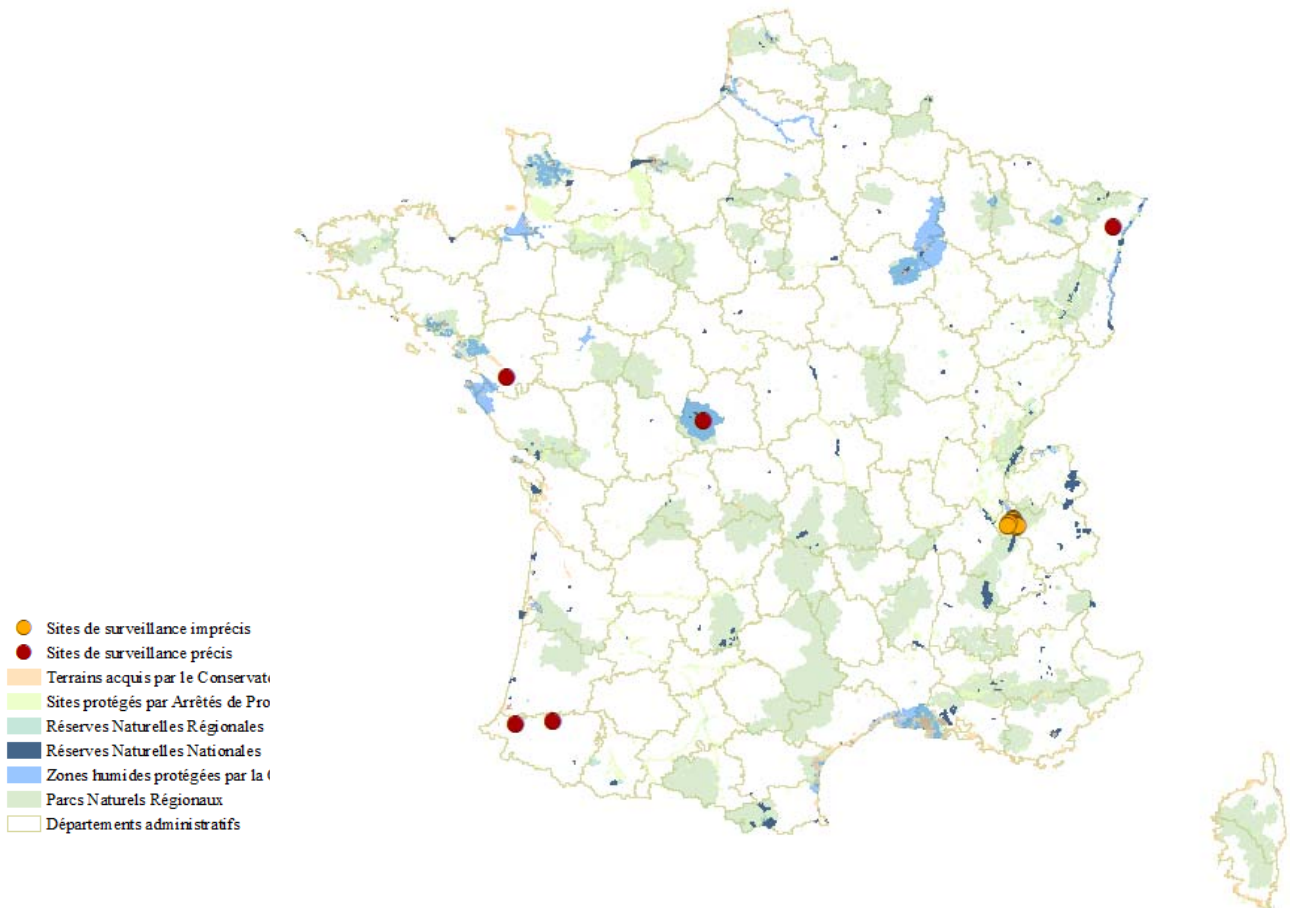 Sites de surveillance imprécis
Sites de surveillance précis
Terrains acquis par le Conservat
Sites protégés par Arrêtés de Pro
Réserves Naturelles Régionales
Réserves Naturelles Nationales
Zones humides protégées par la
Parcs Naturels Régionaux
Départements administratifs